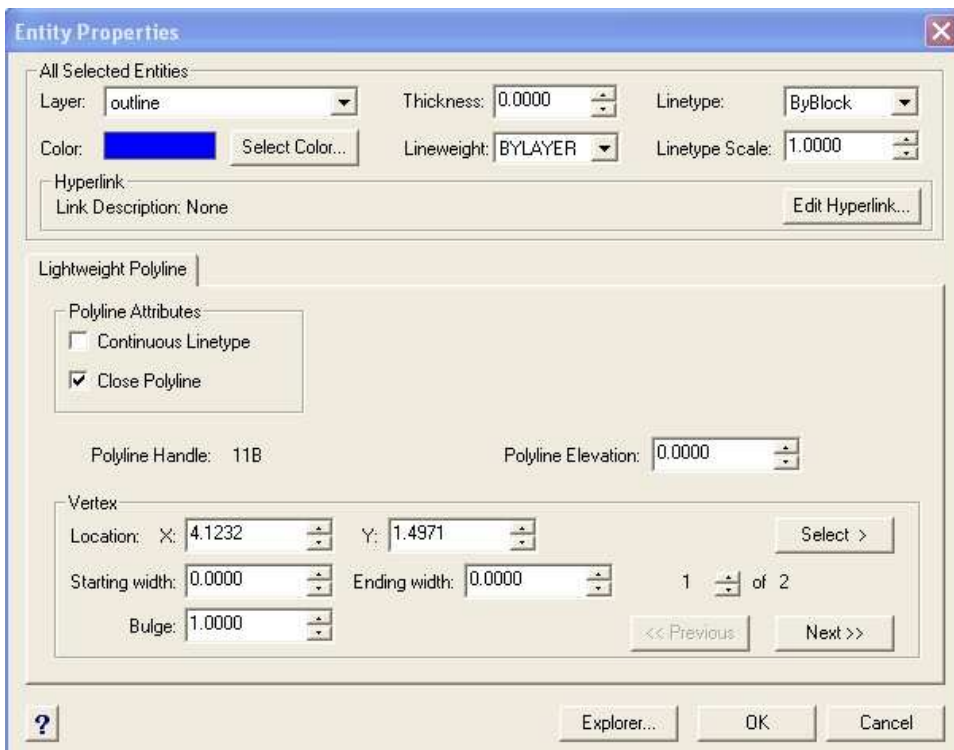 Entity Properties
All Selected Entities
Layer: outline Thickness: 0.0000 Linetype: ByBlock
Color: Select Color... Lineweight: BYLAYER Linetype Scale: 1.0000
Hyperlink
Link Description: None Edit Hyperlink...
Lightweight Polyline
Polyline Attributes
Continuous Linetype
Close Polyline
Polyline Handle: 11B Polyline Elevation: 0.0000
Vertex
Location: X: 4.1232 Y: 1.4971 Select >
Starting width: 0.0000 Ending width: 0.0000 1 of 2
Bulge: 1.0000 << Previous Next >>
? Explorer... OK Cancel